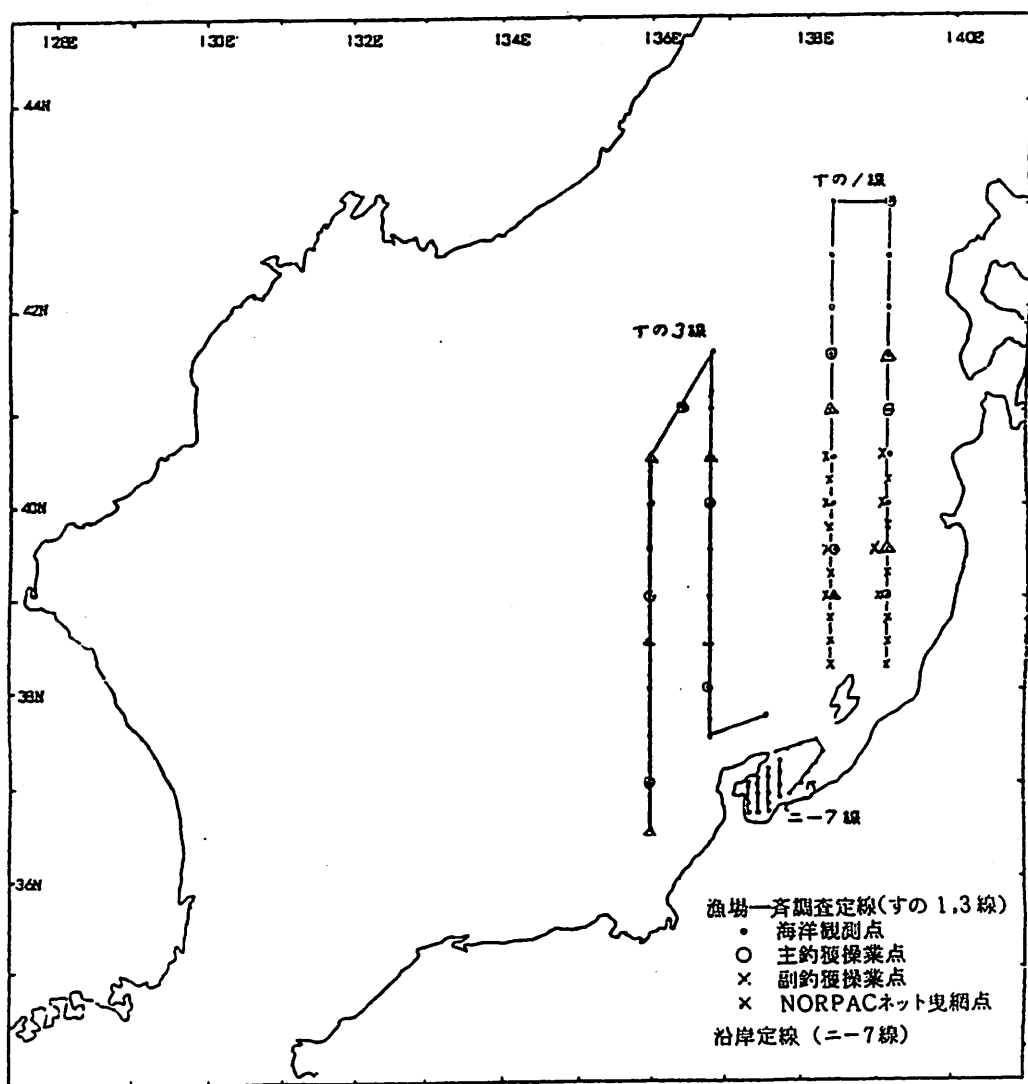 128E 130E 132E 134E 136E 138E 140E
44N
すの1線
42N
すの3線
40N
38N
ニー7線
36N
漁場一斉調査定線(すの 1,3 線)
• 海洋観測点
○ 主釣獲操業点
× 副釣獲操業点
× NORPACネット曳網点
沿岸定線 (ニー7線)